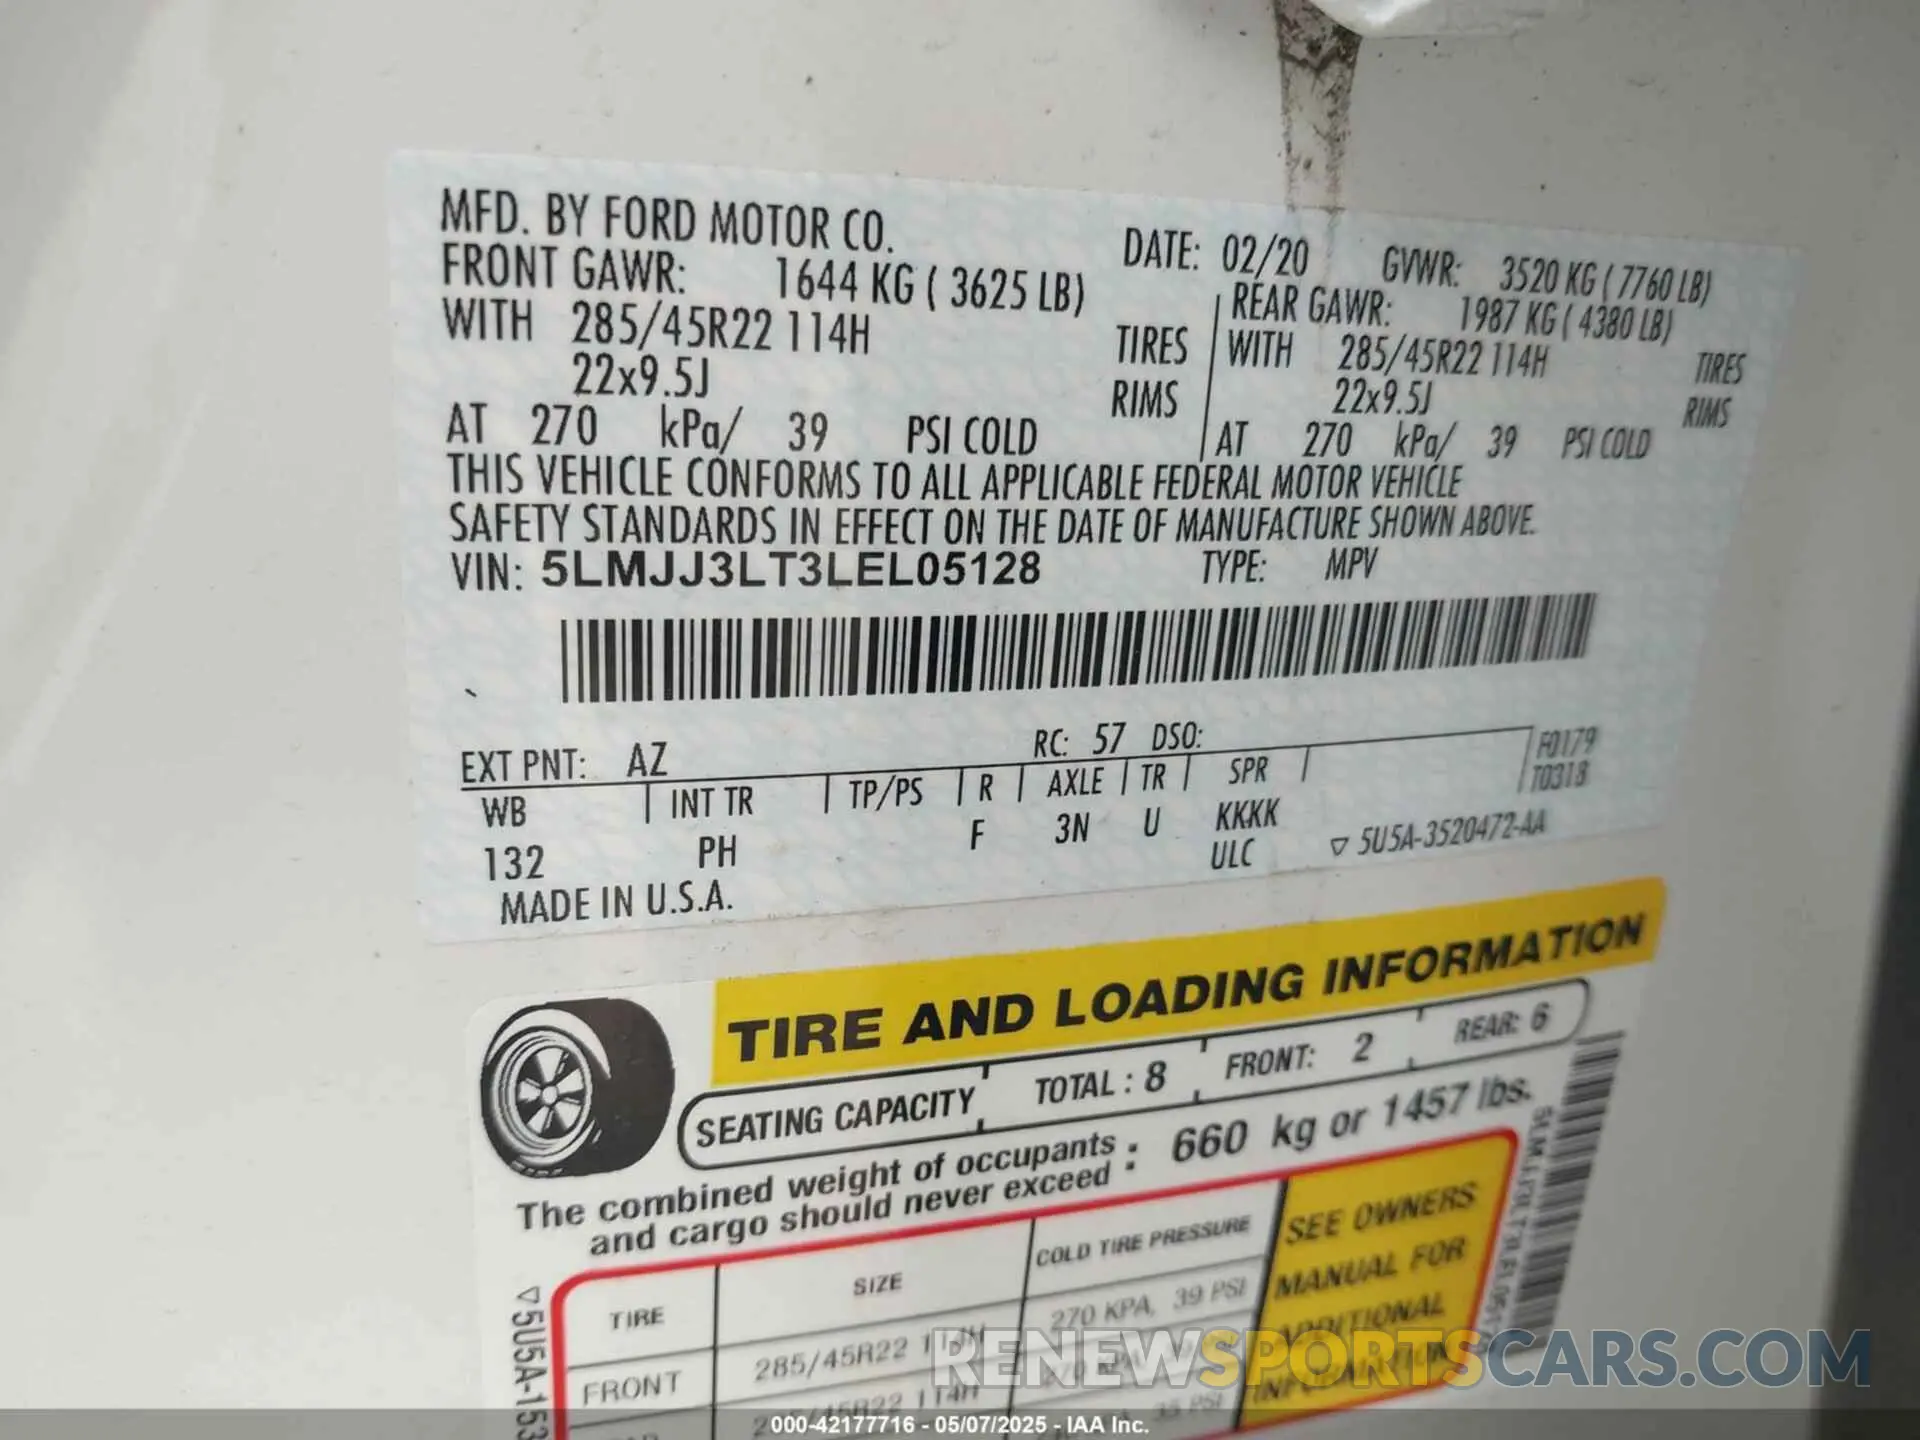 MFD. BY FORD MOTOR CO.
DATE: 02/20 GVWR: 3520 KG ( 7760 LB)
FRONT GAWR: 1644 KG ( 3625 LB)
REAR GAWR: 1987 KG ( 4380 LB)
WITH 285/45R22 114H TIRES
WITH 285/45R22 114H TIRES
22x9.5J RIMS
22x9.5J RIMS
AT 270 kPa/ 39 PSI COLD
AT 270 kPa/ 39 PSI COLD
THIS VEHICLE CONFORMS TO ALL APPLICABLE FEDERAL MOTOR VEHICLE
SAFETY STANDARDS IN EFFECT ON THE DATE OF MANUFACTURE SHOWN ABOVE.
VIN: 5LMJJ3LT3LEL05128 TYPE: MPV
EXT PNT: AZ RC: 57 DSO:
F0179
T0318
WB INT TR TP/PS R AXLE TR SPR
132 PH F 3N U KKKK
ULC ▽ 5U5A-3520472-AA
MADE IN U.S.A.
TIRE AND LOADING INFORMATION
SEATING CAPACITY TOTAL : 8 FRONT: 2 REAR: 6
The combined weight of occupants
and cargo should never exceed : 660 kg or 1457 lbs.
TIRE SIZE COLD TIRE PRESSURE
FRONT 285/45R22 114H 270 KPA, 39 PSI
SEE OWNERS
MANUAL FOR
ADDITIONAL
INFORMATION
▽5U5A-153
RENEWSPORTSCARS.COM
000-42177716 - 05/07/2025 - IAA Inc.